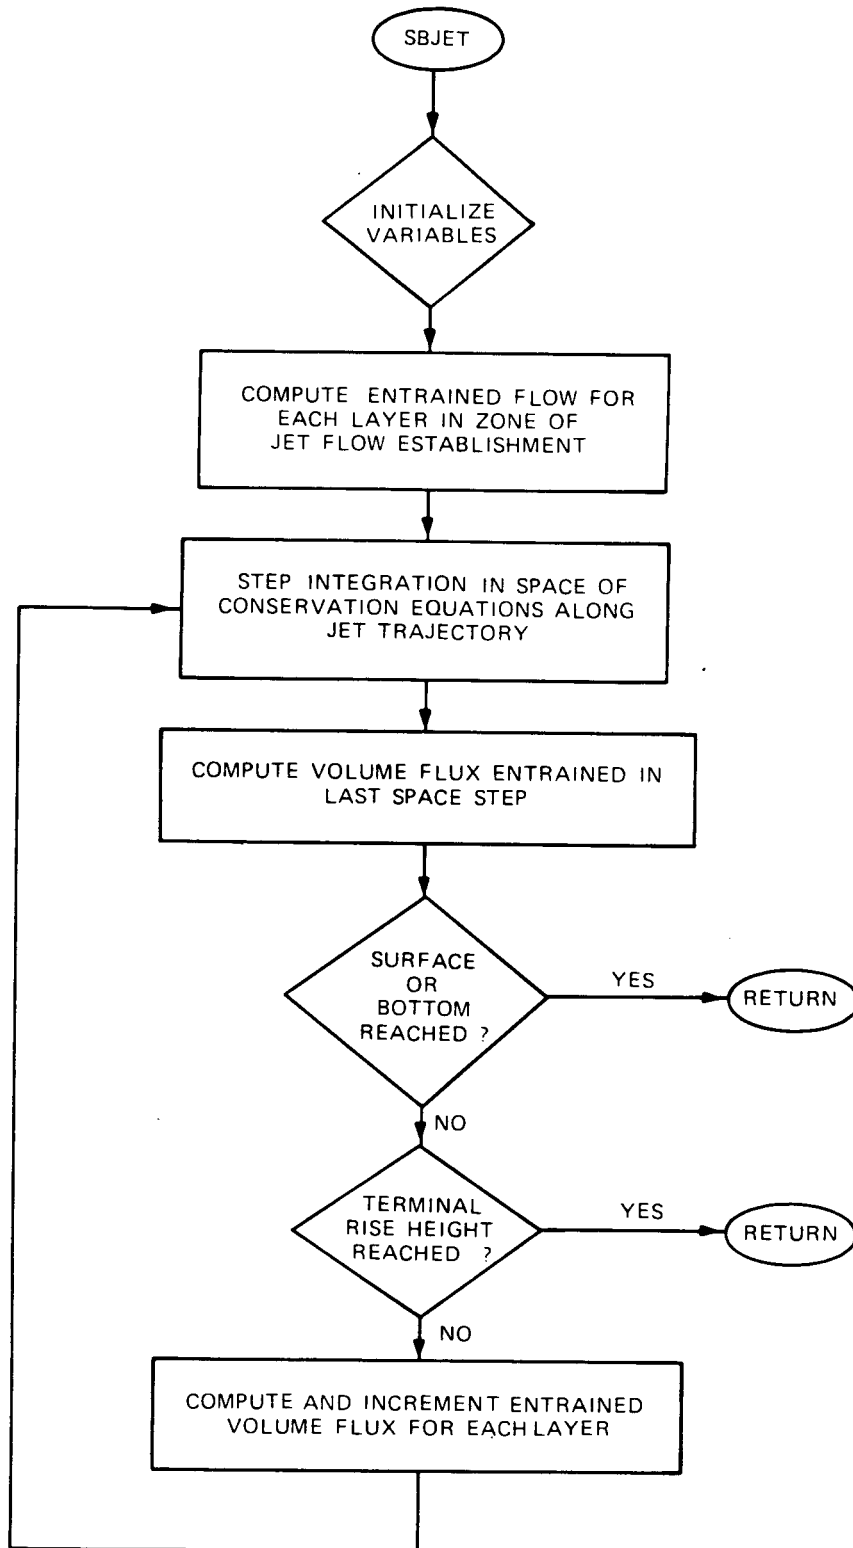 SBJET
INITIALIZE
VARIABLES
COMPUTE ENTRAINED FLOW FOR
EACH LAYER IN ZONE OF
JET FLOW ESTABLISHMENT
STEP INTEGRATION IN SPACE OF
CONSERVATION EQUATIONS ALONG
JET TRAJECTORY
COMPUTE VOLUME FLUX ENTRAINED IN
LAST SPACE STEP
SURFACE
OR
BOTTOM
REACHED ?
YES
RETURN
NO
TERMINAL
RISE HEIGHT
REACHED ?
YES
RETURN
NO
COMPUTE AND INCREMENT ENTRAINED
VOLUME FLUX FOR EACH LAYER